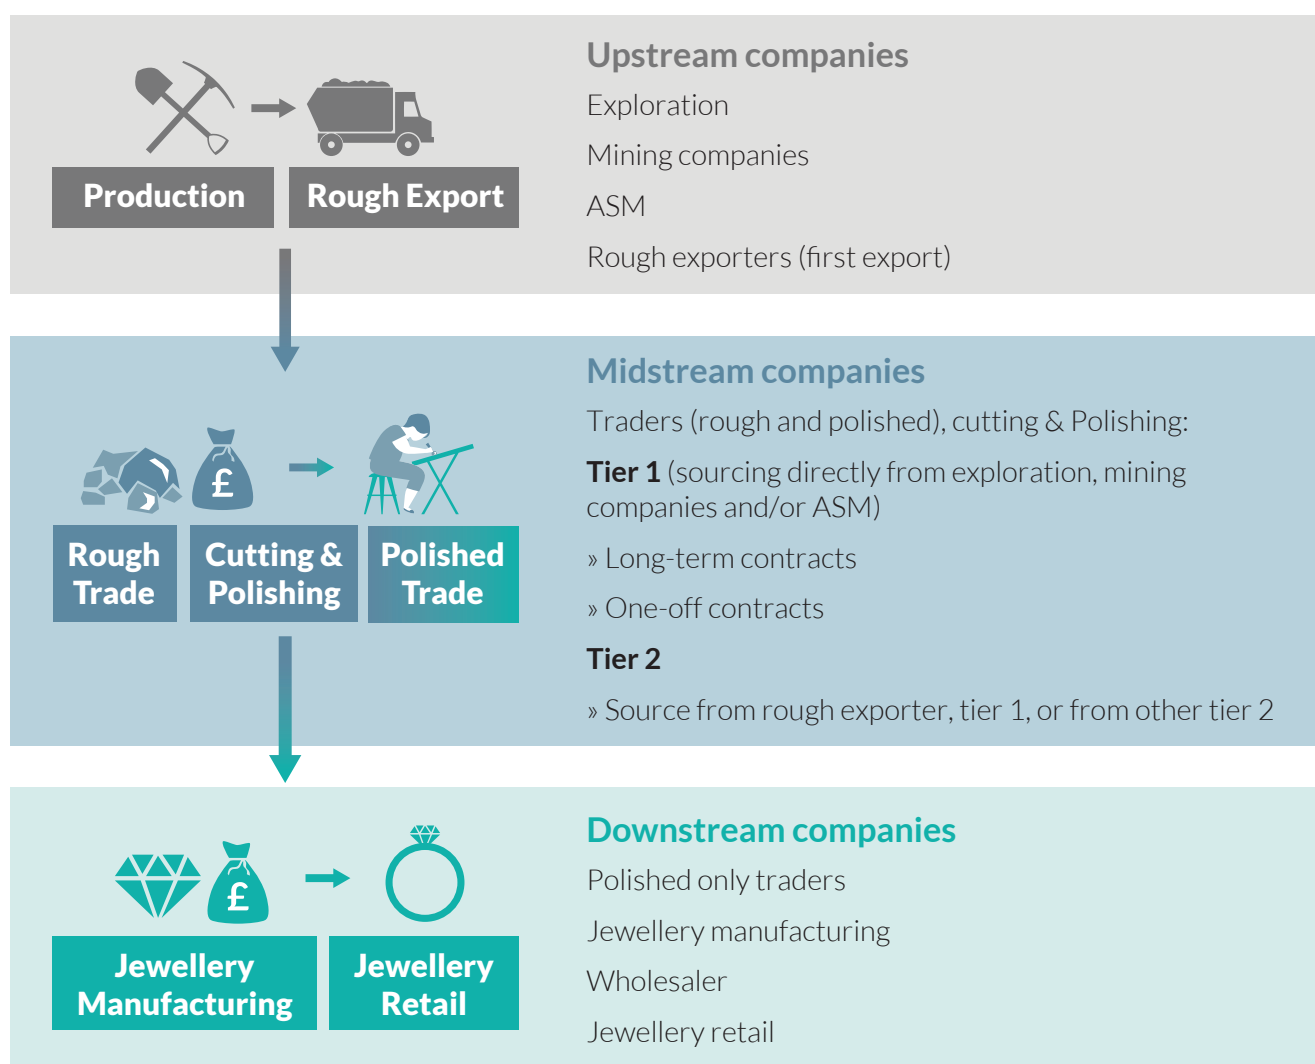 Upstream companies
Exploration
Mining companies
ASM
Rough exporters (first export)
Production
Rough Export
Midstream companies
Traders (rough and polished), cutting & Polishing:
Tier 1 (sourcing directly from exploration, mining
companies and/or ASM)
» Long-term contracts
» One-off contracts
Tier 2
» Source from rough exporter, tier 1, or from other tier 2
£
Rough
Trade
Cutting &
Polishing
Polished
Trade
Downstream companies
Polished only traders
Jewellery manufacturing
Wholesaler
Jewellery retail
£
Jewellery
Manufacturing
Jewellery
Retail